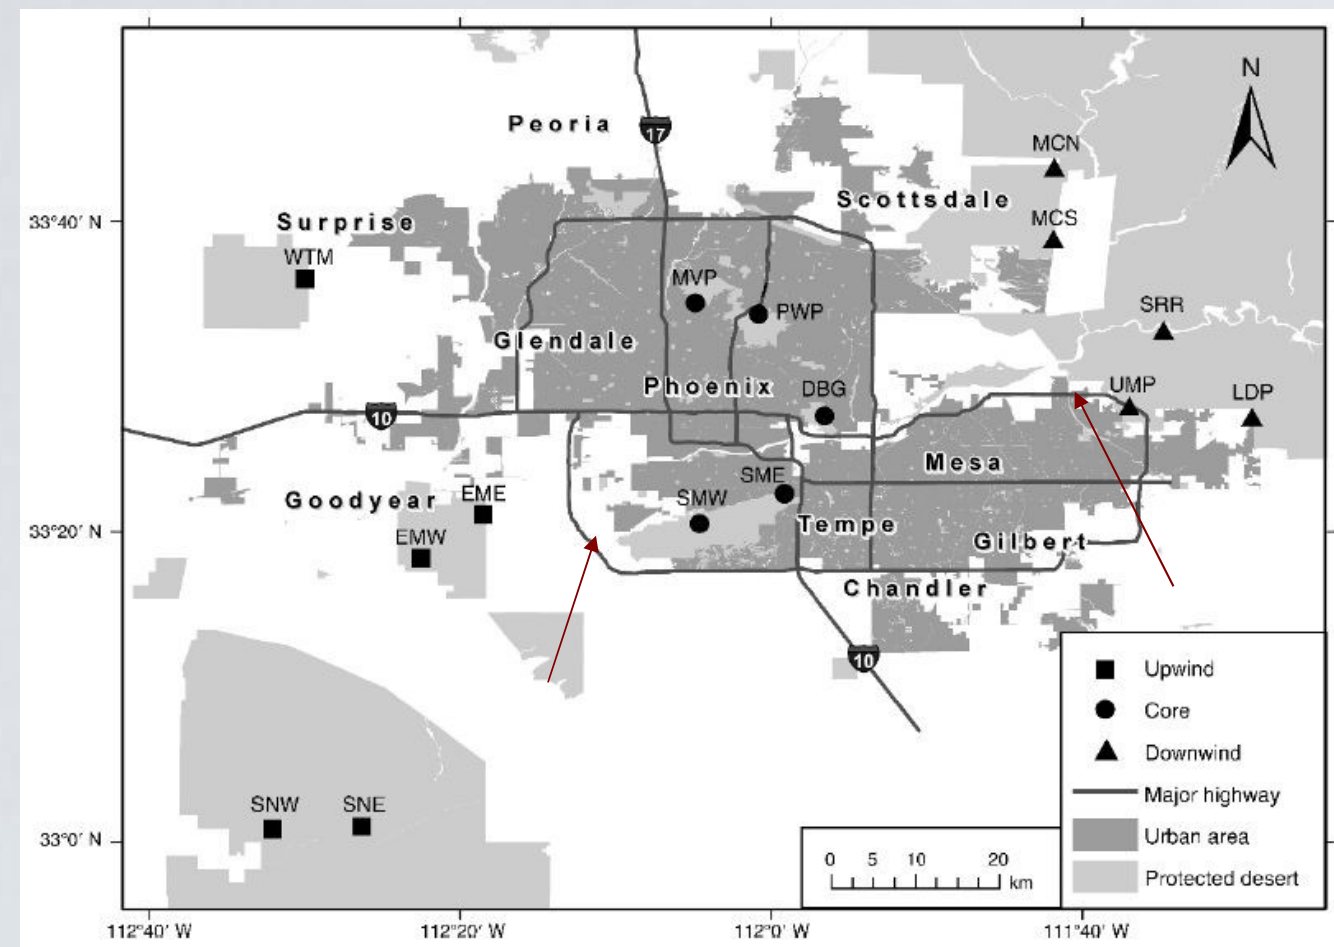 N
Peoria
17
MCN
Scottsdale
33°40' N
Surprise
MCS
WTM
MVP
PWP
SRR
Glendale
Phoenix
DBG
UMP
LDP
10
Mesa
SME
Goodyear
EME
SMW
Tempe
33°20' N
EMW
Gilbert
Chandler
10
Upwind
Core
Downwind
Major highway
Urban area
Protected desert
SNW
SNE
33°0' N
0 5 10 20
km
112°40' W
112°20' W
112°0' W
111°40' W